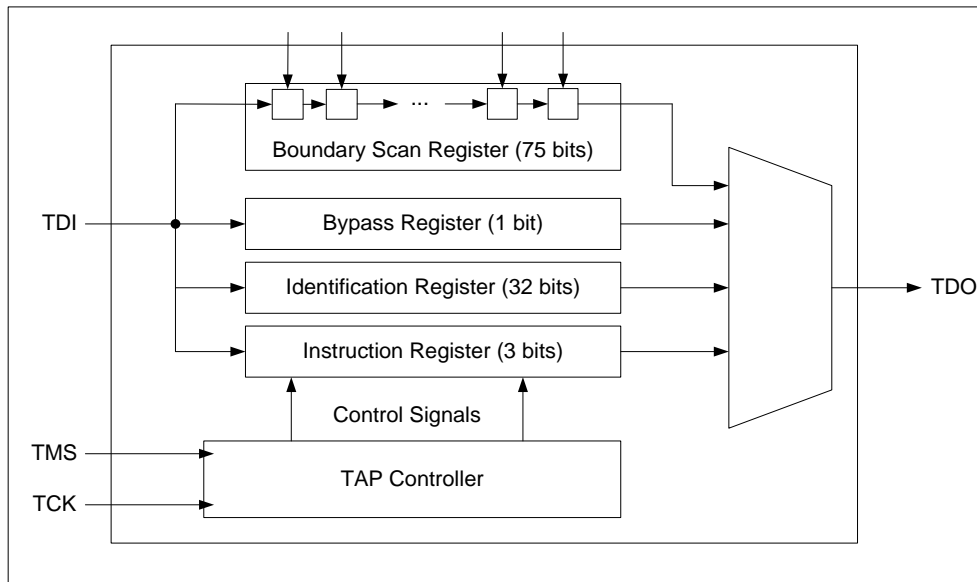 ...
Boundary Scan Register (75 bits)
TDI
Bypass Register (1 bit)
Identification Register (32 bits)
TDO
Instruction Register (3 bits)
Control Signals
TMS
TAP Controller
TCK